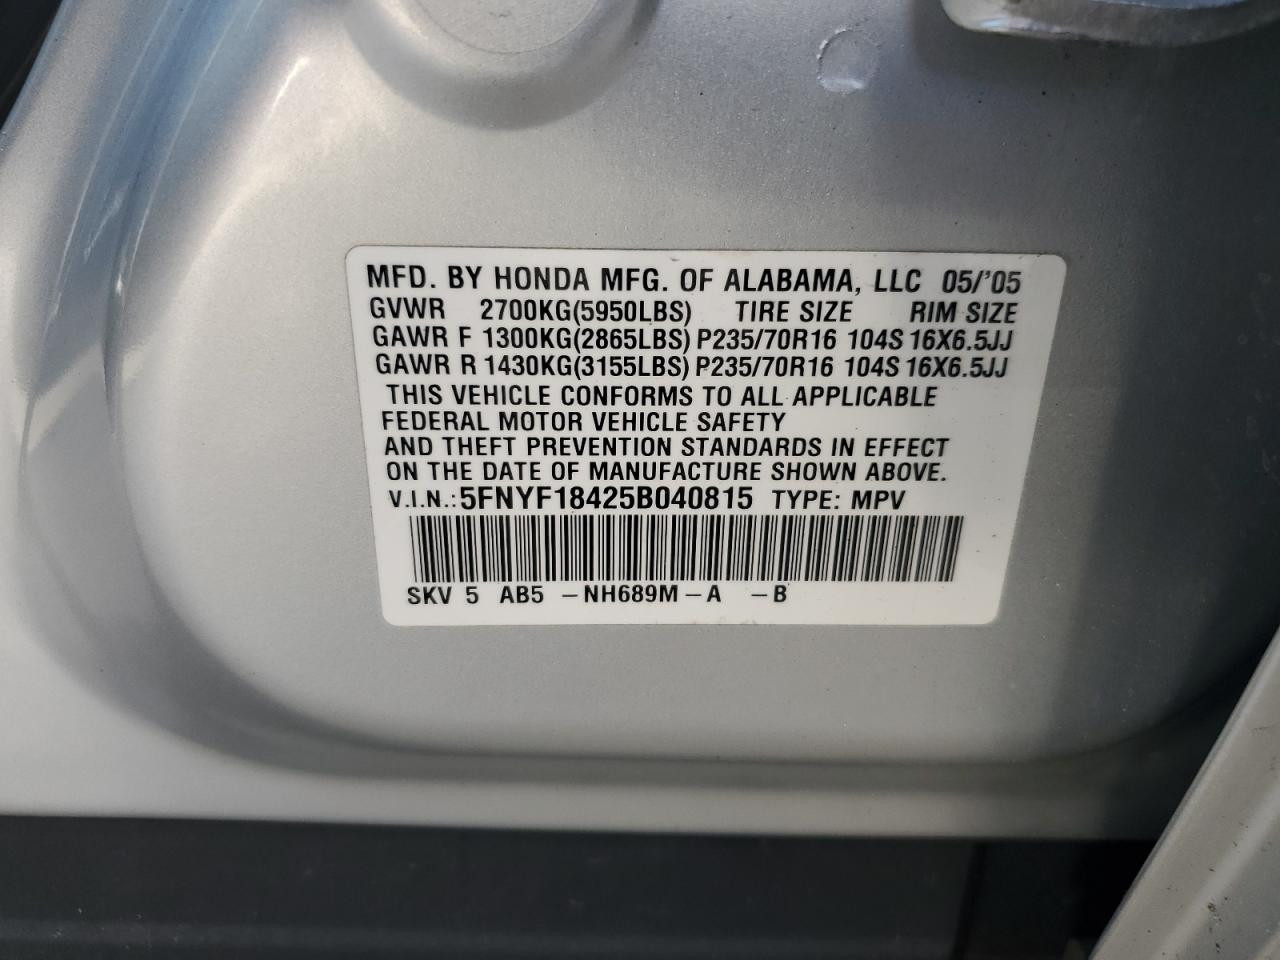 MFD. BY HONDA MFG. OF ALABAMA, LLC 05/'05
GVWR 2700KG(5950LBS) TIRE SIZE RIM SIZE
GAWR F 1300KG(2865LBS) P235/70R16 104S 16X6.5JJ
GAWR R 1430KG(3155LBS) P235/70R16 104S 16X6.5JJ
THIS VEHICLE CONFORMS TO ALL APPLICABLE
FEDERAL MOTOR VEHICLE SAFETY
AND THEFT PREVENTION STANDARDS IN EFFECT
ON THE DATE OF MANUFACTURE SHOWN ABOVE.
V.I.N.: 5FNYF18425B040815 TYPE: MPV
SKV 5 AB5 –NH689M–A –B